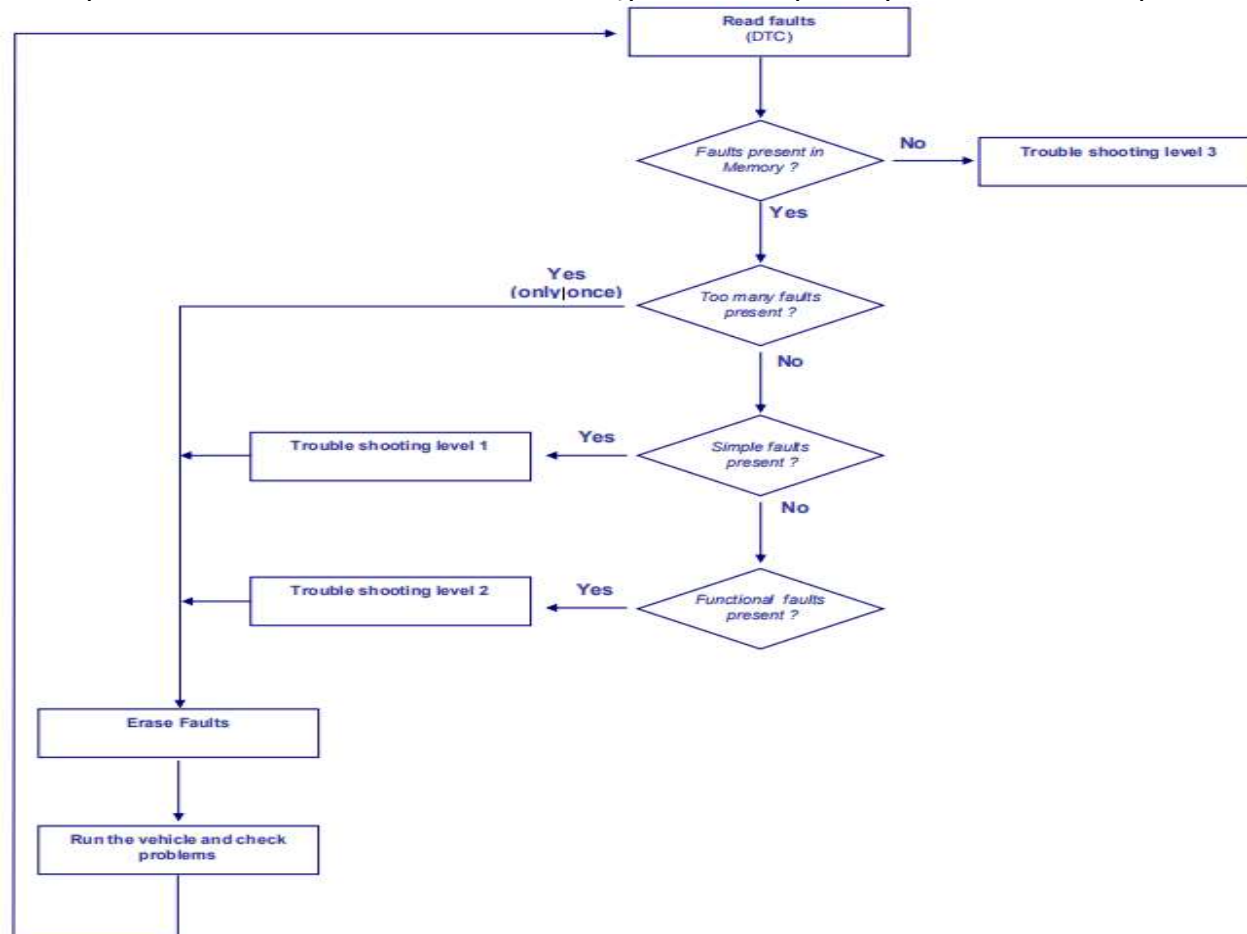 Read faults
(DTC)
Faults present in
Memory ?
No
Trouble shooting level 3
Yes
Yes
(only|once)
Too many faults
present ?
No
Trouble shooting level 1
Yes
Simple faults
present ?
No
Trouble shooting level 2
Yes
Functional faults
present ?
Erase Faults
Run the vehicle and check
problems